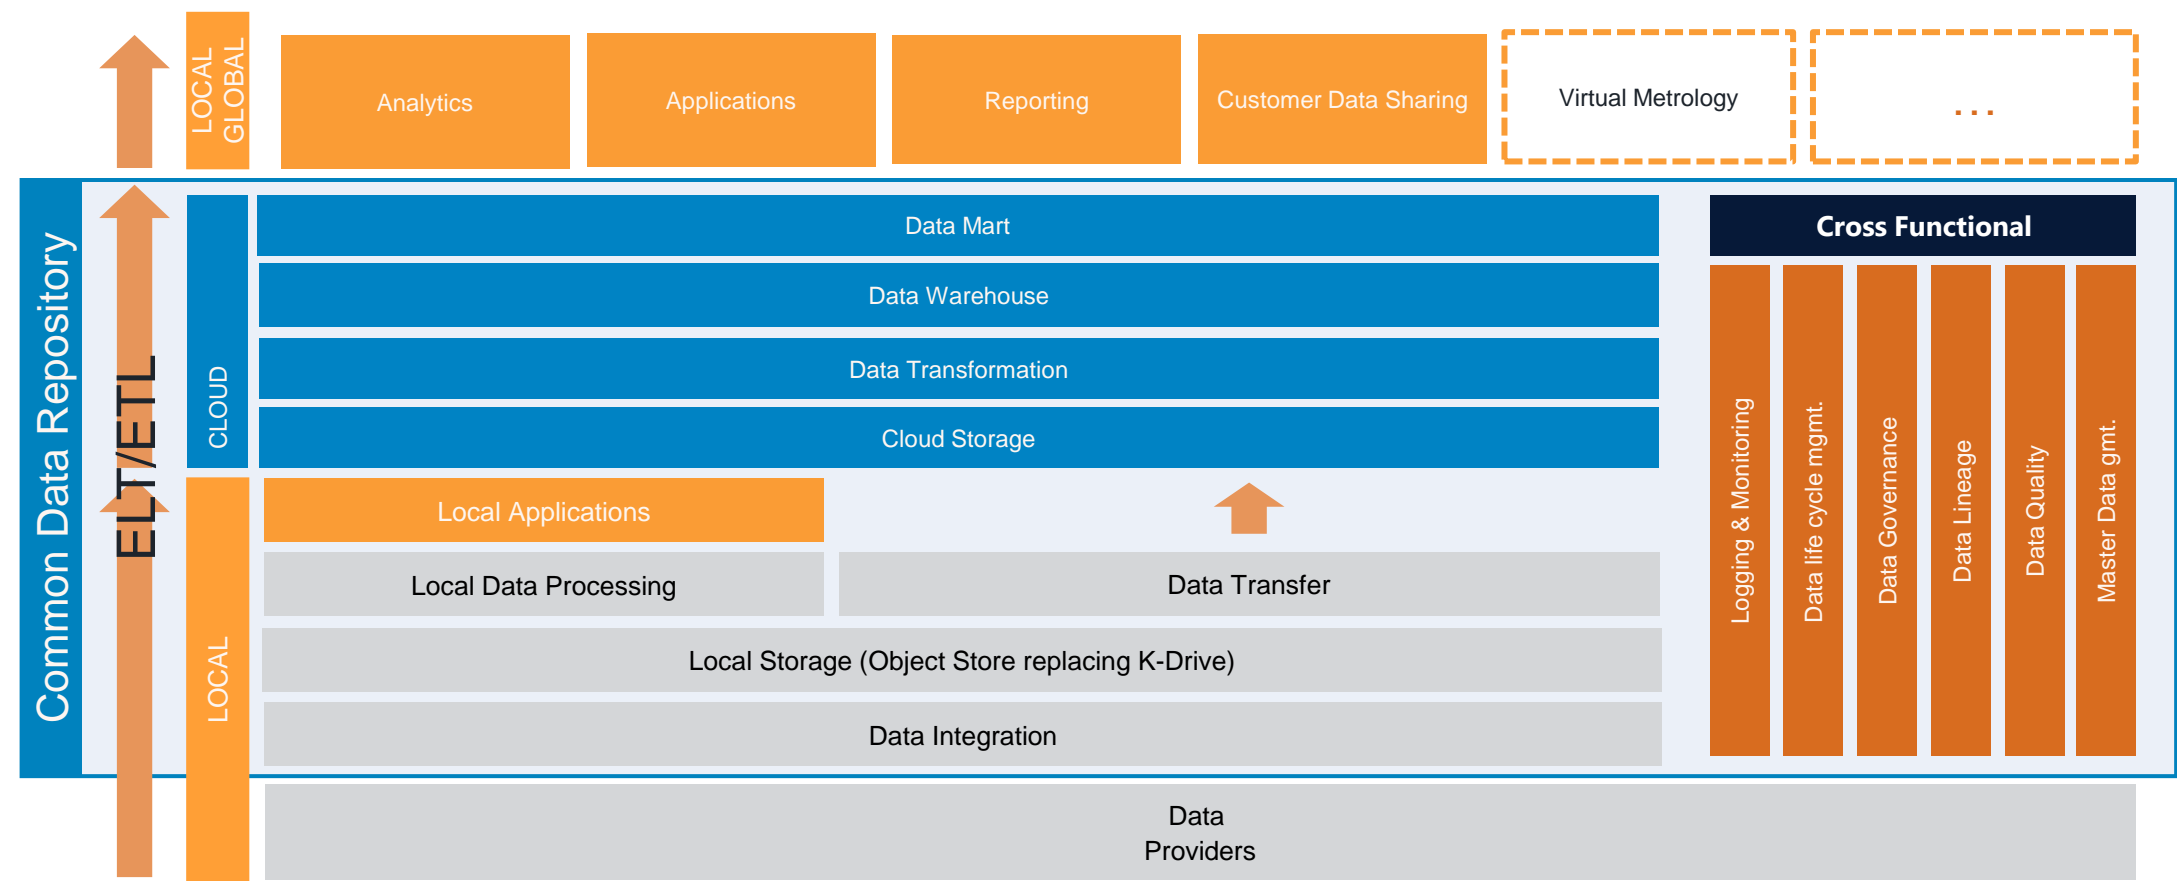 LOCAL
GLOBAL
Analytics
Applications
Reporting
Customer Data Sharing
Virtual Metrology
...
Common Data Repository
ELT/ETL
CLOUD
Data Mart
Data Warehouse
Data Transformation
Cloud Storage
LOCAL
Local Applications
Local Data Processing
Data Transfer
Local Storage (Object Store replacing K-Drive)
Data Integration
Data
Providers
Cross Functional
Logging & Monitoring
Data life cycle mgmt.
Data Governance
Data Lineage
Data Quality
Master Data gmt.